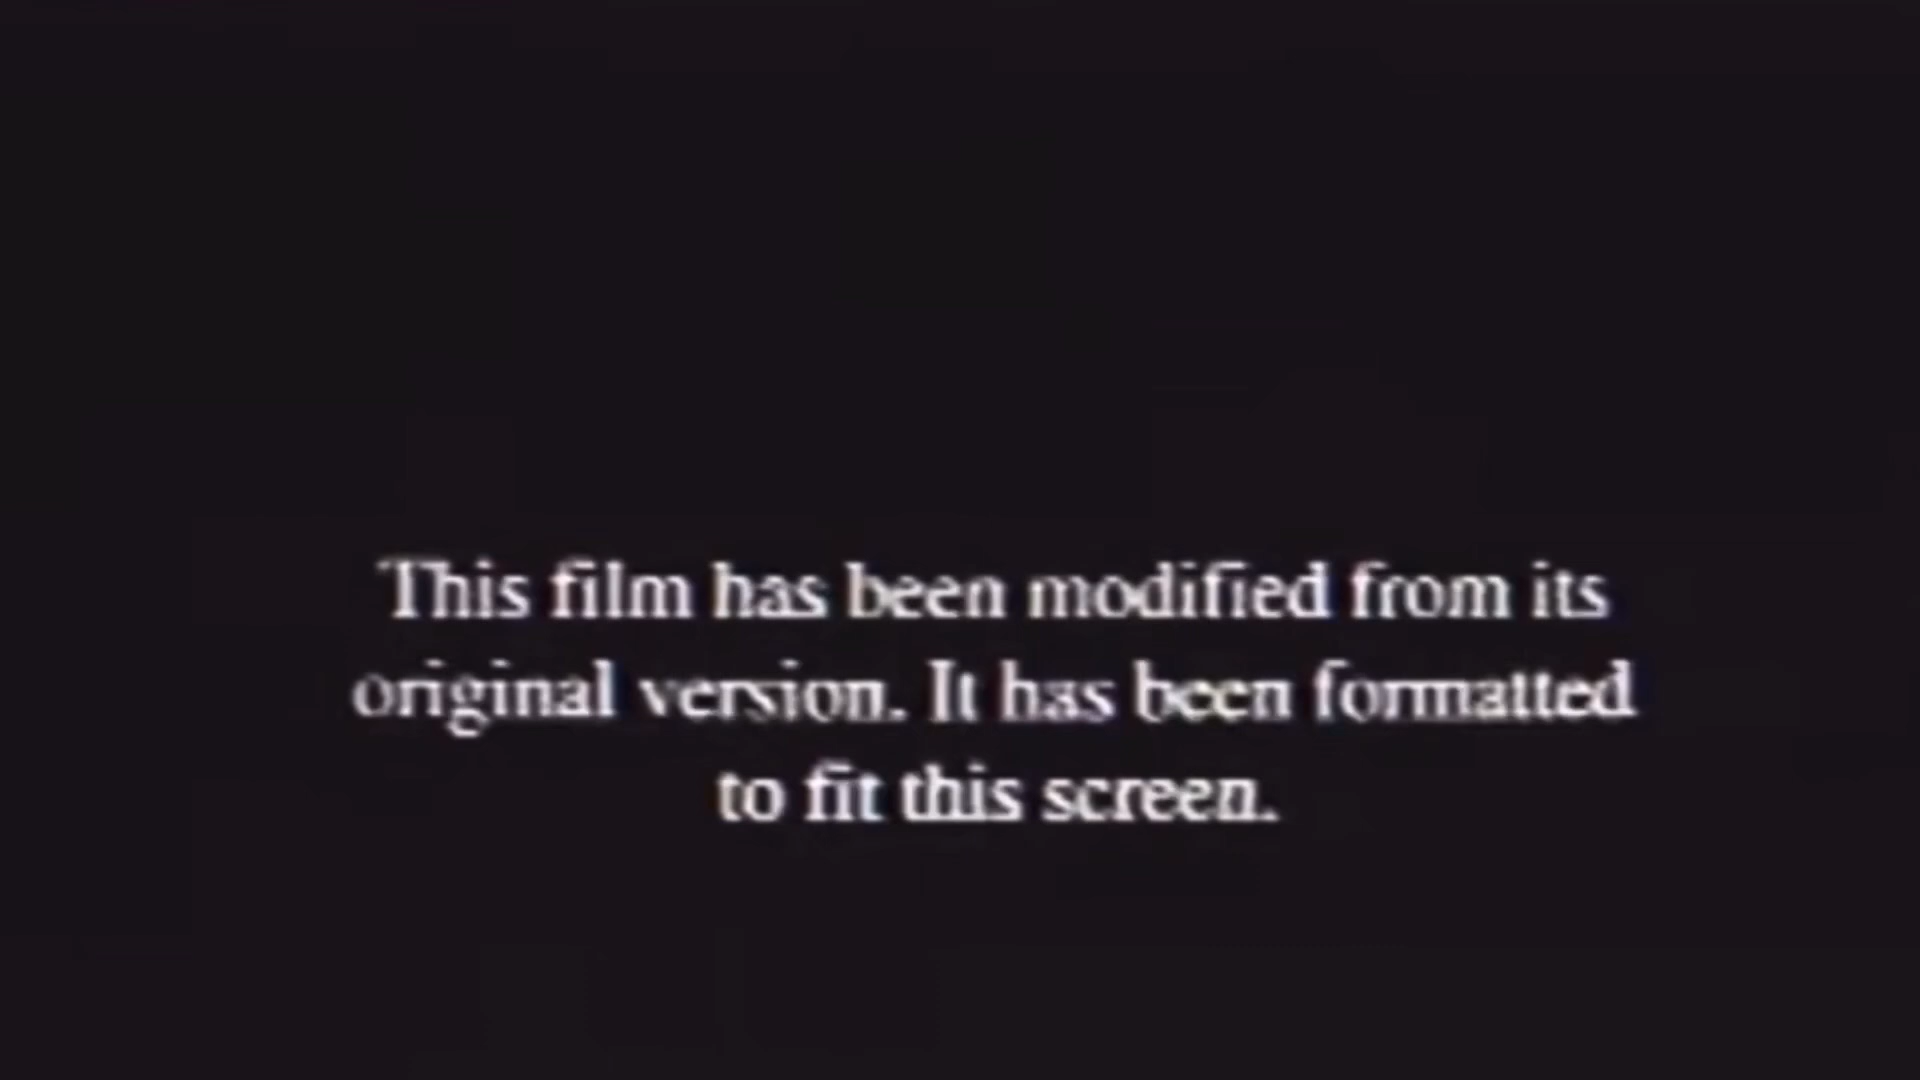 This film has been modified from its
original version. It has been formatted
to fit this screen.